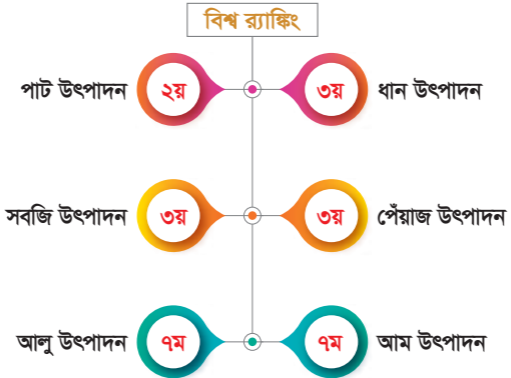 বিশ্ব র‍্যাঙ্কিং
পাট উৎপাদন ২য় ৩য় ধান উৎপাদন
সবজি উৎপাদন ৩য় ৩য় পেঁয়াজ উৎপাদন
আলু উৎপাদন ৭ম ৭ম আম উৎপাদন